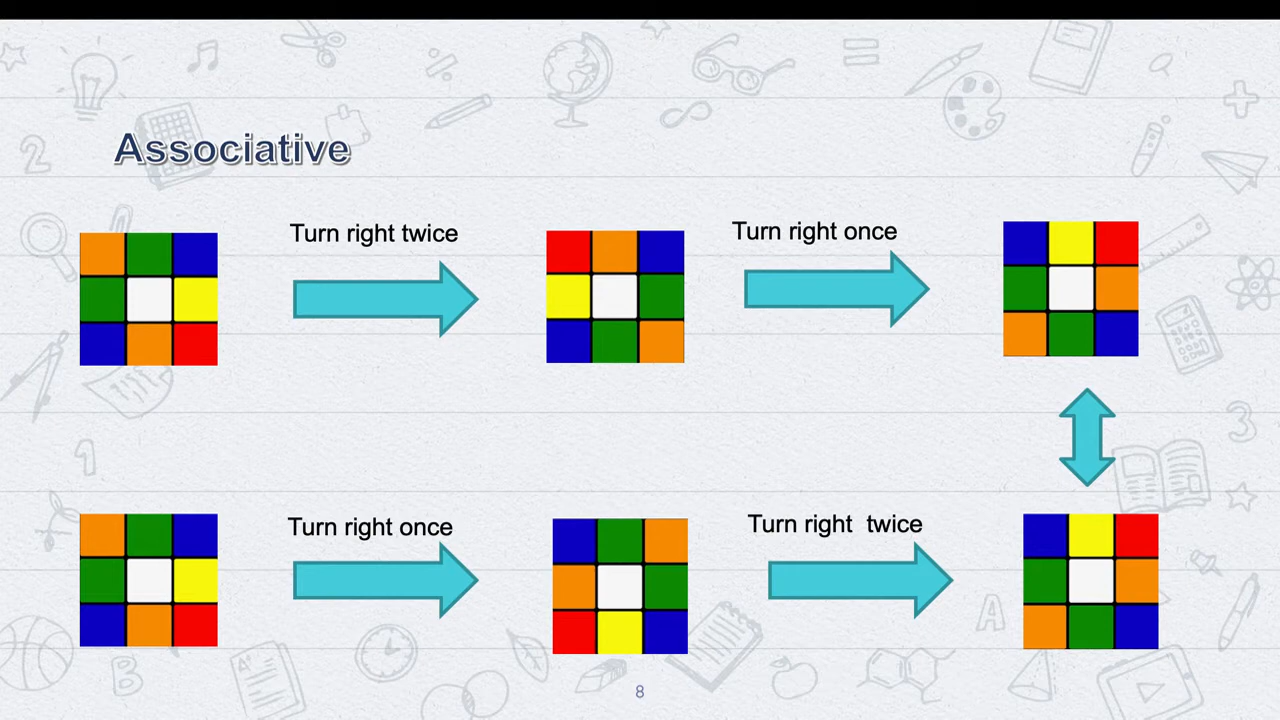 Associative
Turn right twice
Turn right once
Turn right once
Turn right  twice
8